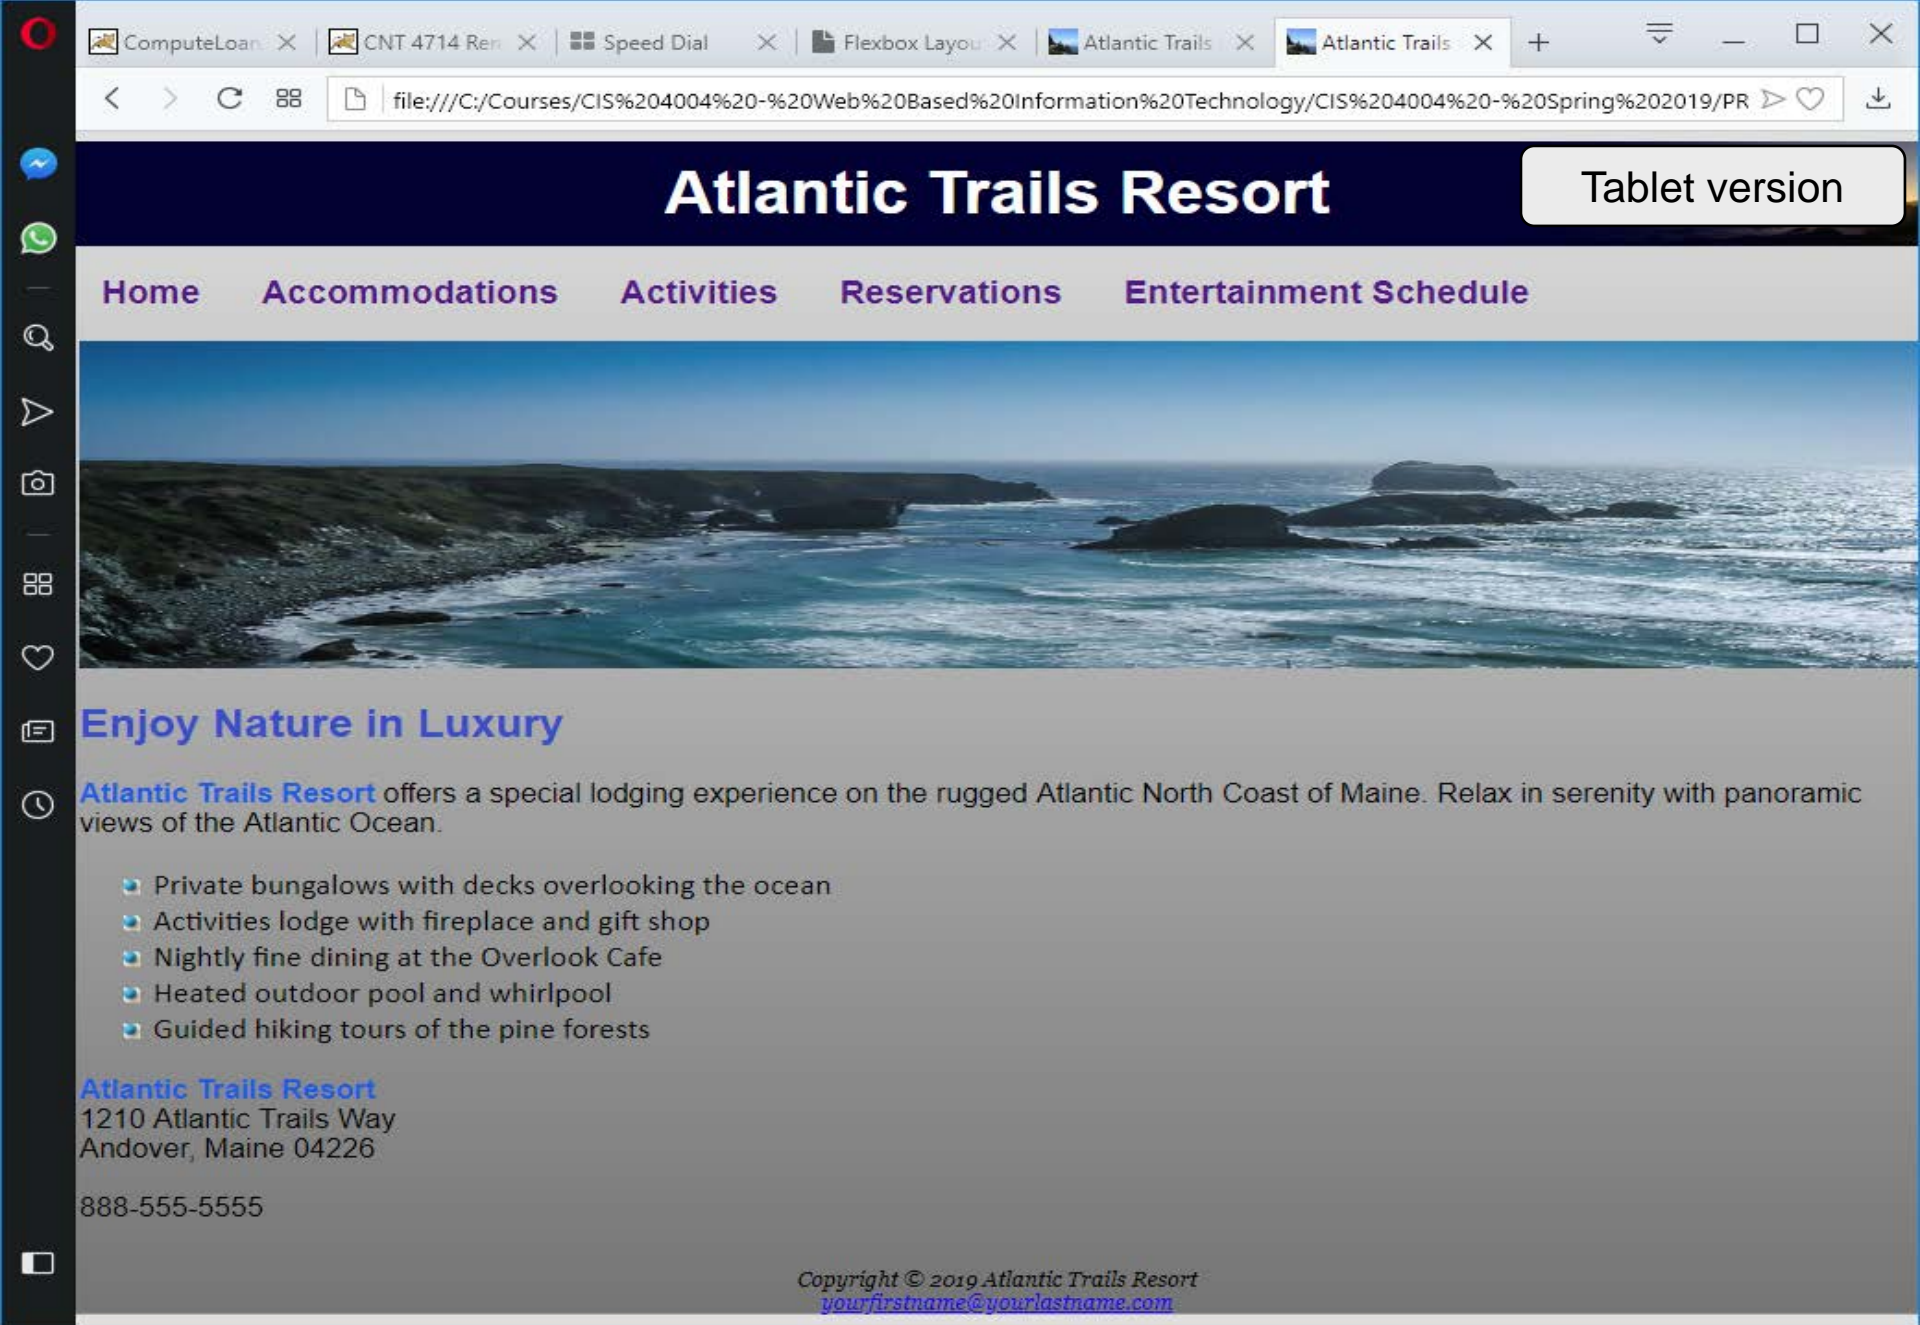 ComputeLoan
CNT 4714 Ren
Speed Dial
Flexbox Layou
Atlantic Trails
Atlantic Trails
file:///C:/Courses/CIS%204004%20-%20Web%20Based%20Information%20Technology/CIS%204004%20-%20Spring%202019/PR
Atlantic Trails Resort
Tablet version
Home Accommodations Activities Reservations Entertainment Schedule
Enjoy Nature in Luxury
Atlantic Trails Resort offers a special lodging experience on the rugged Atlantic North Coast of Maine. Relax in serenity with panoramic
views of the Atlantic Ocean.
Private bungalows with decks overlooking the ocean
Activities lodge with fireplace and gift shop
Nightly fine dining at the Overlook Cafe
Heated outdoor pool and whirlpool
Guided hiking tours of the pine forests
Atlantic Trails Resort
1210 Atlantic Trails Way
Andover, Maine 04226
888-555-5555
Copyright © 2019 Atlantic Trails Resort
yourfirstname@yourlastname.com